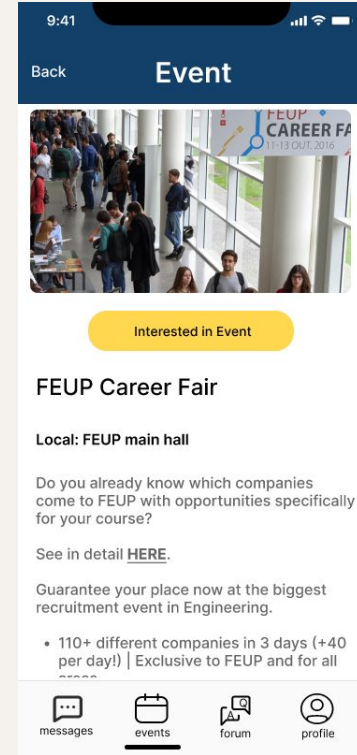 9:41
Back
Event
FEUP
CAREER FA
11-13 OUT. 2016
Interested in Event
FEUP Career Fair
Local: FEUP main hall
Do you already know which companies
come to FEUP with opportunities specifically
for your course?
See in detail HERE.
Guarantee your place now at the biggest
recruitment event in Engineering.
• 110+ different companies in 3 days (+40
per day!) | Exclusive to FEUP and for all
Q
A
messages
events
forum
profile